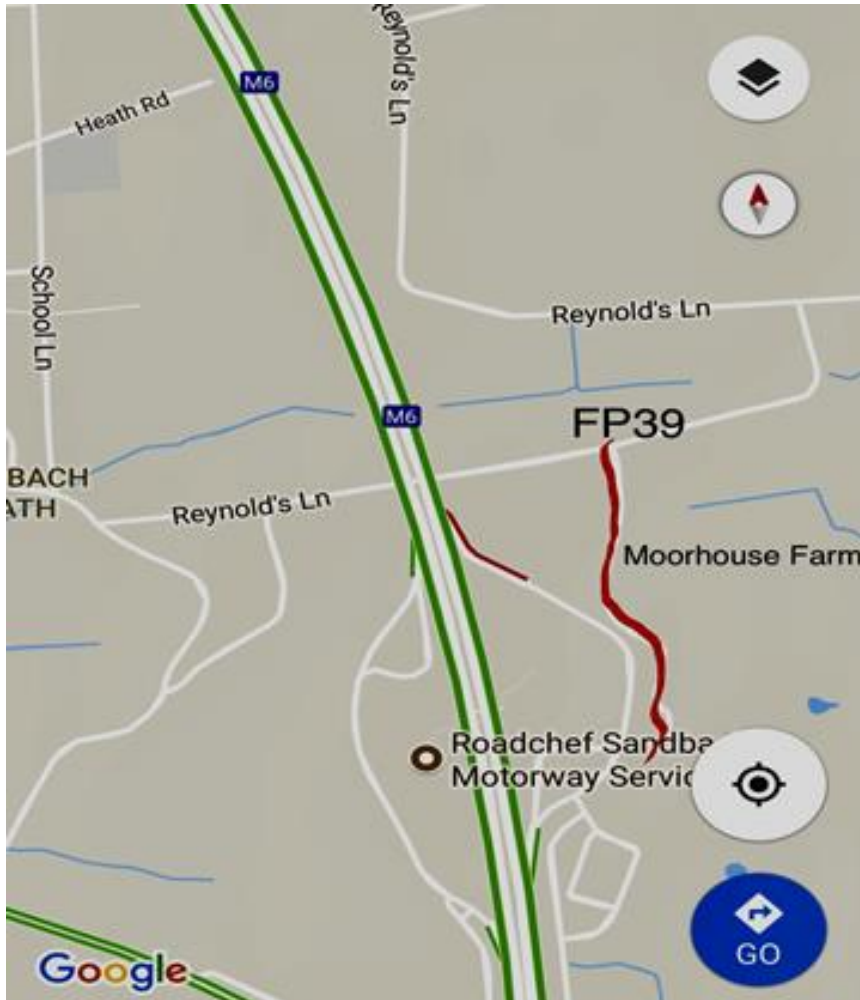 Reynold's Ln
M6
Heath Rd
School Ln
Reynold's Ln
M6
FP39
BACH
ATH
Reynold's Ln
Moorhouse Farm
Roadchef Sandba
Motorway Servic
GO
Google